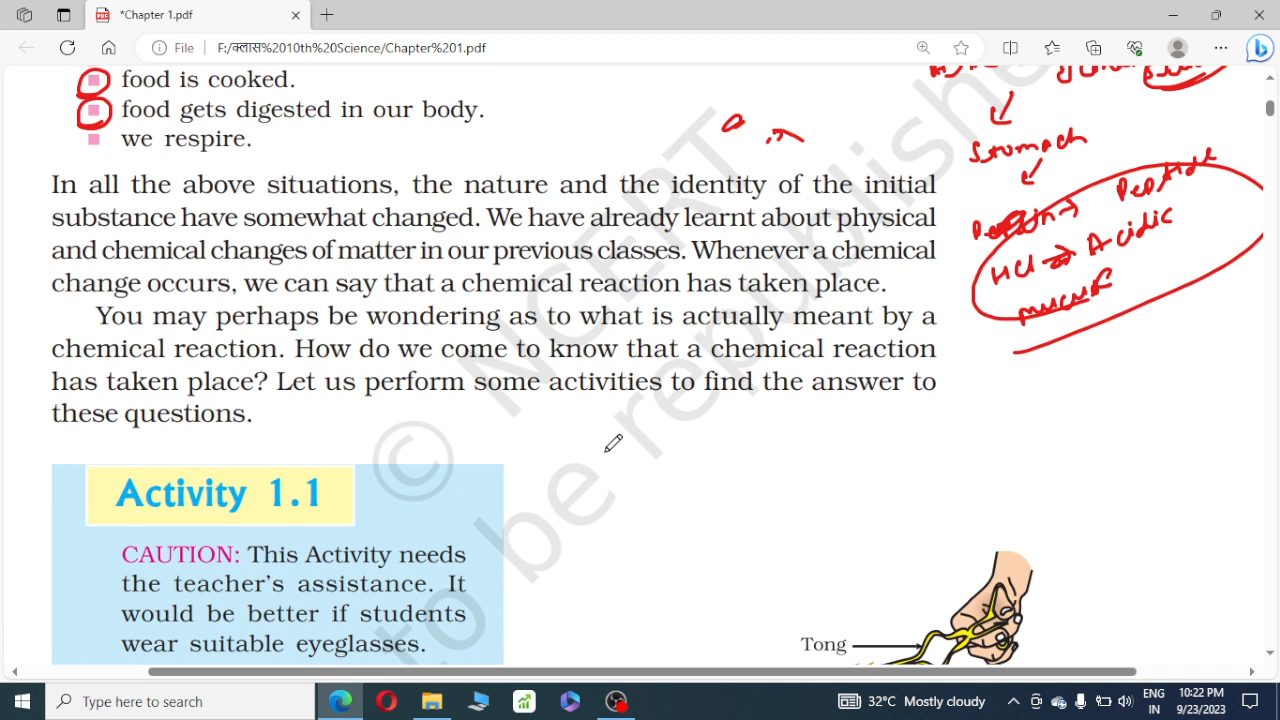 *Chapter 1.pdf
File F:/क्लास%2010th%20Science/Chapter%201.pdf
food is cooked.
food gets digested in our body.
we respire.
Stomach
Peptide
HCl → Acidic
mucus
In all the above situations, the nature and the identity of the initial
substance have somewhat changed. We have already learnt about physical
and chemical changes of matter in our previous classes. Whenever a chemical
change occurs, we can say that a chemical reaction has taken place.
You may perhaps be wondering as to what is actually meant by a
chemical reaction. How do we come to know that a chemical reaction
has taken place? Let us perform some activities to find the answer to
these questions.
© NCERT
to be republished
Activity 1.1
CAUTION: This Activity needs
the teacher's assistance. It
would be better if students
wear suitable eyeglasses.
Tong
Type here to search
32°C Mostly cloudy
ENG
IN
10:22 PM
9/23/2023